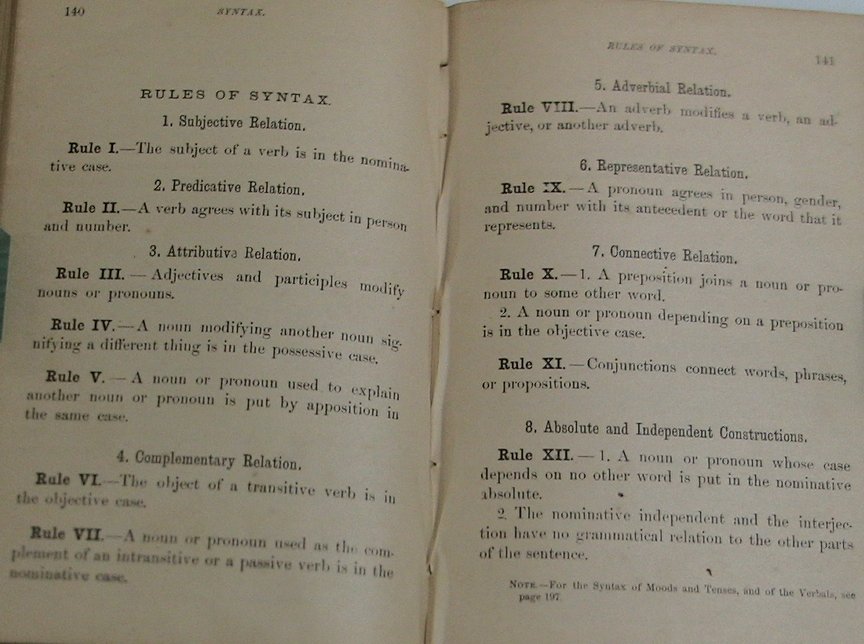 140
SYNTAX.
RULES OF SYNTAX.
1. Subjective Relation.
Rule I.—The subject of a verb is in the nomina-
tive case.
2. Predicative Relation.
Rule II.—A verb agrees with its subject in person
and number.
3. Attributive Relation.
Rule III. — Adjectives and participles modify
nouns or pronouns.
Rule IV.—A noun modifying another noun sig-
nifying a different thing is in the possessive case.
Rule V. — A noun or pronoun used to explain
another noun or pronoun is put by apposition in
the same case.
4. Complementary Relation.
Rule VI.—The object of a transitive verb is in
the objective case.
Rule VII.—A noun or pronoun used as the com-
plement of an intransitive or a passive verb is in the
nominative case.
RULES OF SYNTAX.
141
5. Adverbial Relation.
Rule VIII.—An adverb modifies a verb, an ad-
jective, or another adverb.
6. Representative Relation.
Rule IX. — A pronoun agrees in person, gender,
and number with its antecedent or the word that it
represents.
7. Connective Relation.
Rule X.—1. A preposition joins a noun or pro-
noun to some other word.
2. A noun or pronoun depending on a preposition
is in the objective case.
Rule XI. — Conjunctions connect words, phrases,
or propositions.
8. Absolute and Independent Constructions.
Rule XII. — 1. A noun or pronoun whose case
depends on no other word is put in the nominative
absolute.
2. The nominative independent and the interjec-
tion have no grammatical relation to the other parts
of the sentence.
NOTE.—For the Syntax of Moods and Tenses, and of the Verbals, see
page 197.